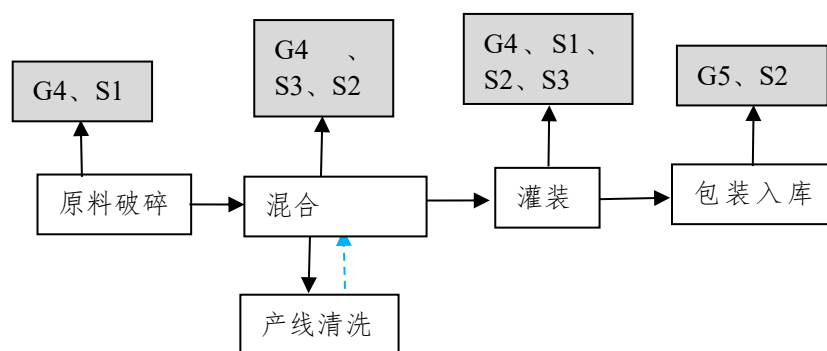 G4、S1
G4 、
S3、S2
G4、S1、
S2、S3
G5、S2
原料破碎
混合
灌装
包装入库
产线清洗